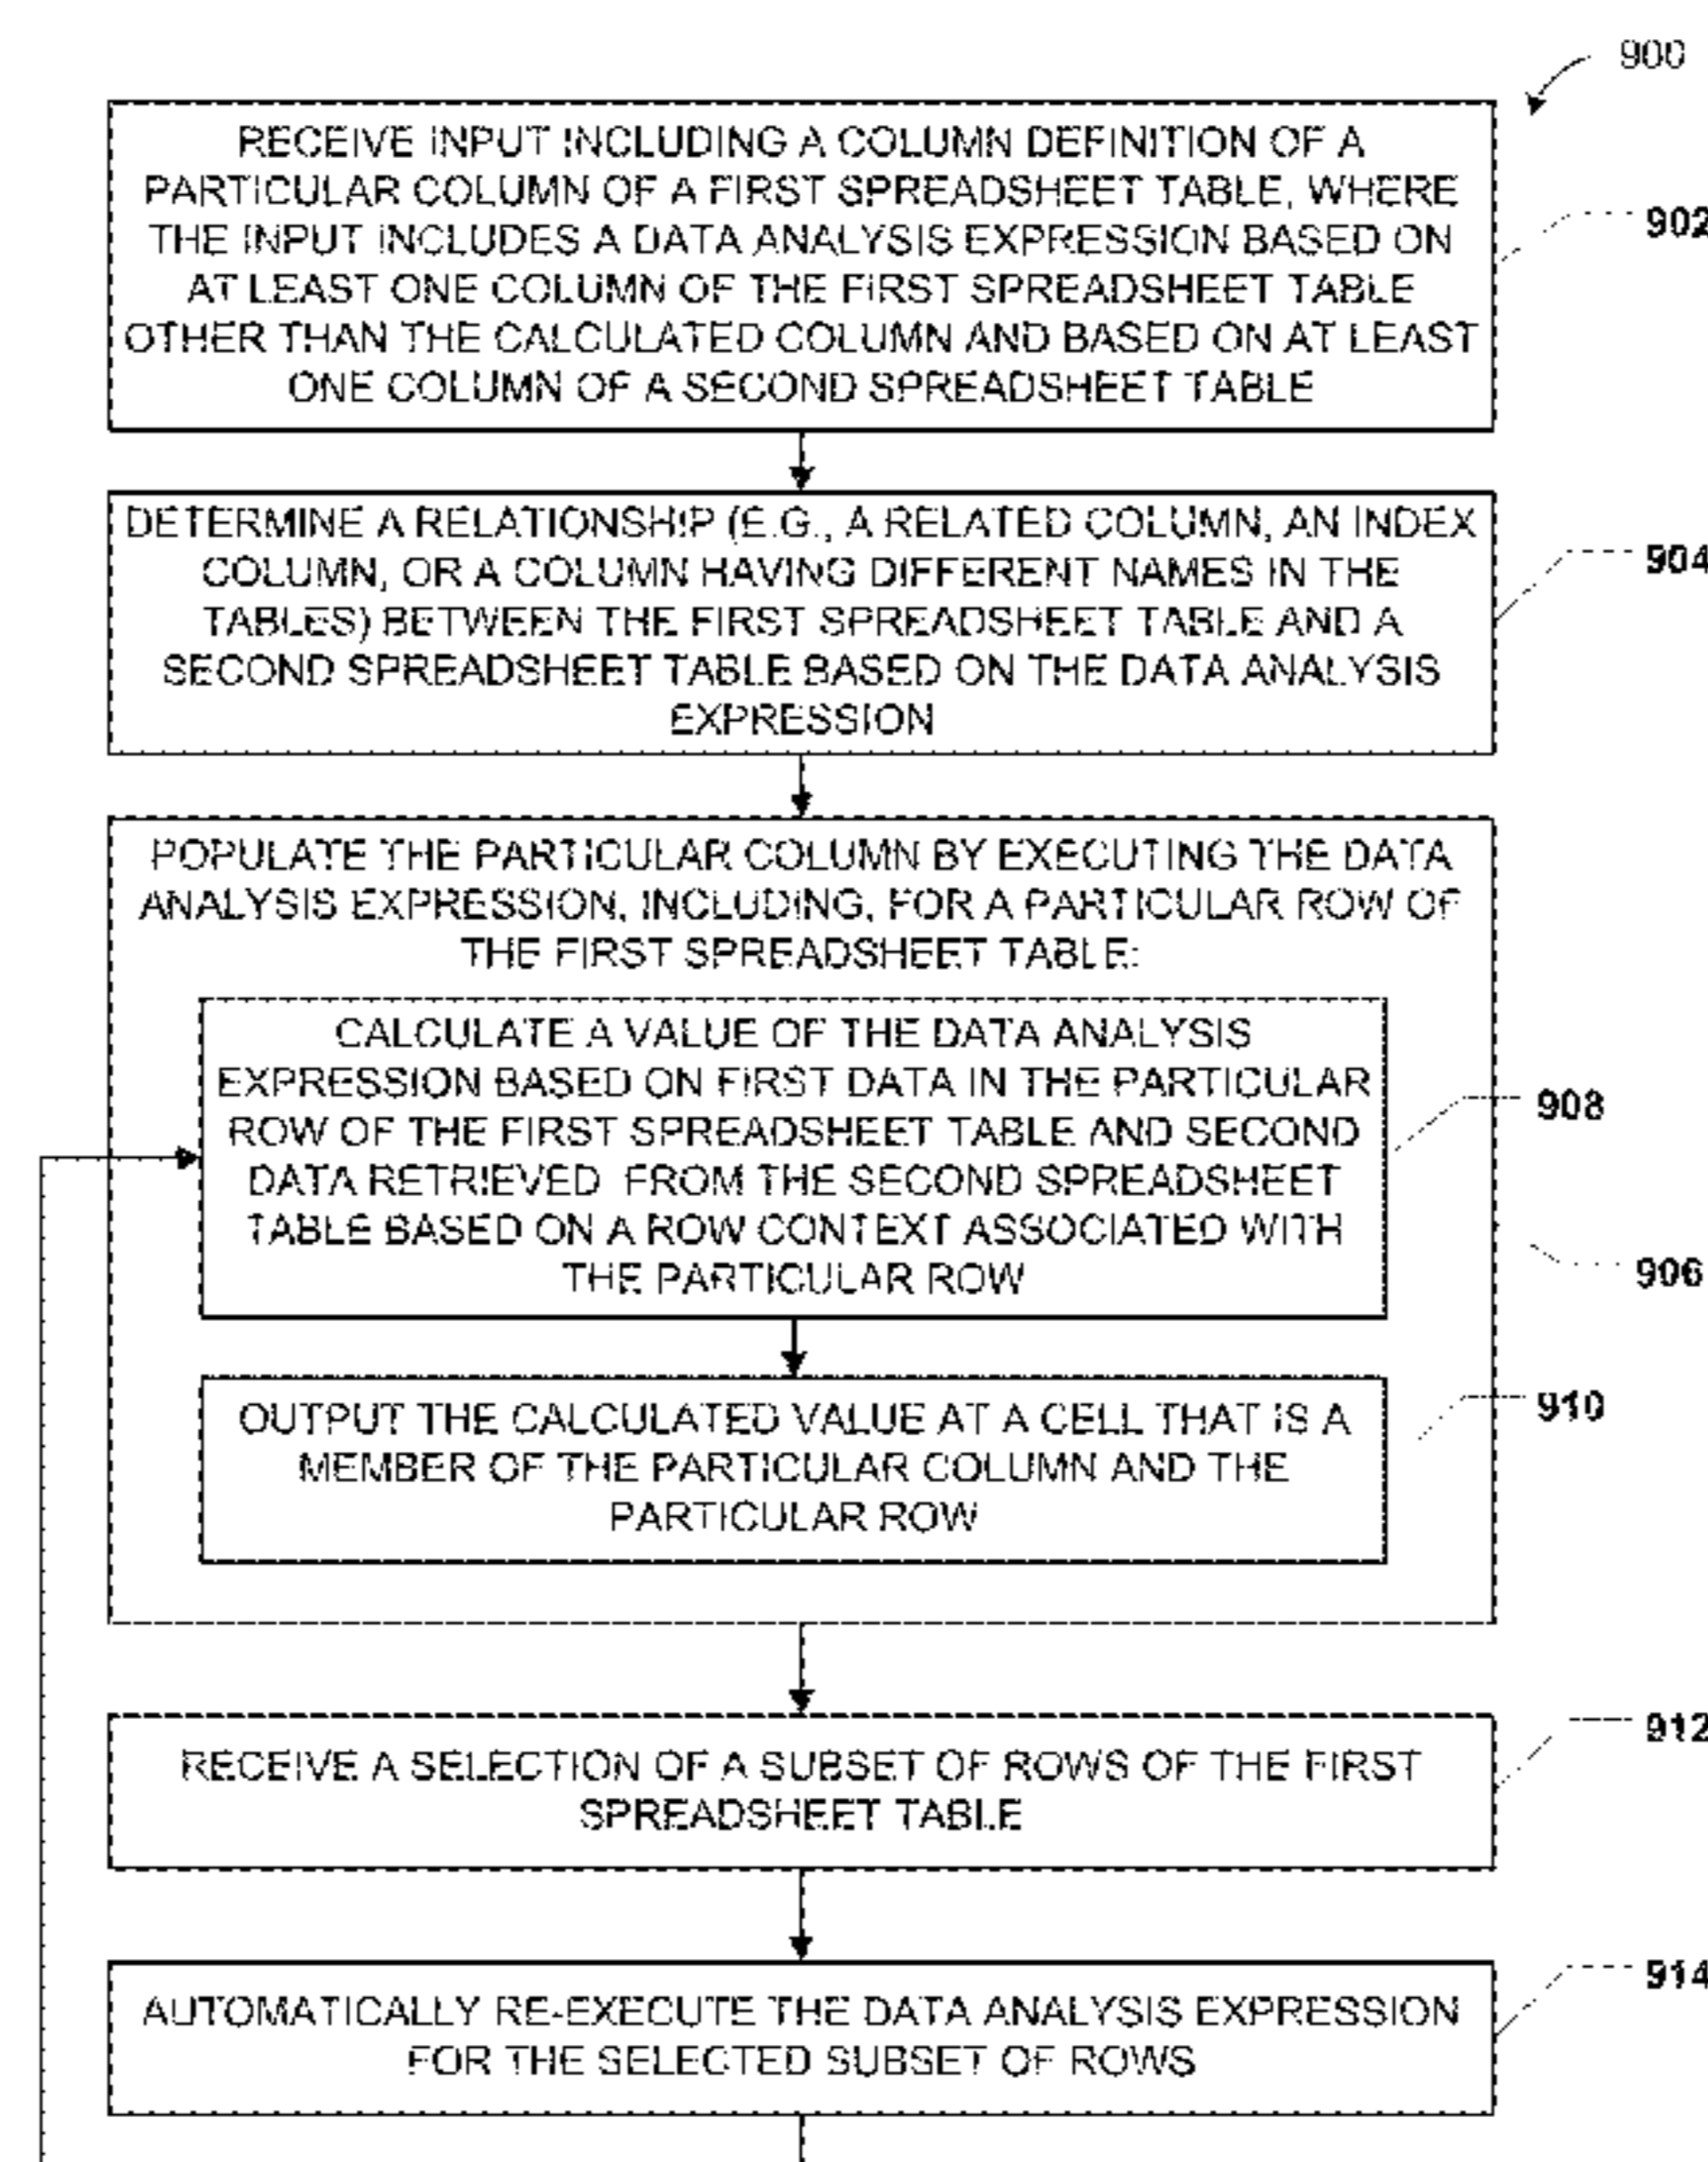 900
RECEIVE INPUT INCLUDING A COLUMN DEFINITION OF A
PARTICULAR COLUMN OF A FIRST SPREADSHEET TABLE, WHERE
THE INPUT INCLUDES A DATA ANALYSIS EXPRESSION BASED ON
AT LEAST ONE COLUMN OF THE FIRST SPREADSHEET TABLE
OTHER THAN THE CALCULATED COLUMN AND BASED ON AT LEAST
ONE COLUMN OF A SECOND SPREADSHEET TABLE
902
DETERMINE A RELATIONSHIP (E.G., A RELATED COLUMN, AN INDEX
COLUMN, OR A COLUMN HAVING DIFFERENT NAMES IN THE
TABLES) BETWEEN THE FIRST SPREADSHEET TABLE AND A
SECOND SPREADSHEET TABLE BASED ON THE DATA ANALYSIS
EXPRESSION
904
POPULATE THE PARTICULAR COLUMN BY EXECUTING THE DATA
ANALYSIS EXPRESSION, INCLUDING, FOR A PARTICULAR ROW OF
THE FIRST SPREADSHEET TABLE:
CALCULATE A VALUE OF THE DATA ANALYSIS
EXPRESSION BASED ON FIRST DATA IN THE PARTICULAR
ROW OF THE FIRST SPREADSHEET TABLE AND SECOND
DATA RETRIEVED FROM THE SECOND SPREADSHEET
TABLE BASED ON A ROW CONTEXT ASSOCIATED WITH
THE PARTICULAR ROW
908
906
OUTPUT THE CALCULATED VALUE AT A CELL THAT IS A
MEMBER OF THE PARTICULAR COLUMN AND THE
PARTICULAR ROW
910
RECEIVE A SELECTION OF A SUBSET OF ROWS OF THE FIRST
SPREADSHEET TABLE
912
AUTOMATICALLY RE-EXECUTE THE DATA ANALYSIS EXPRESSION
FOR THE SELECTED SUBSET OF ROWS
914